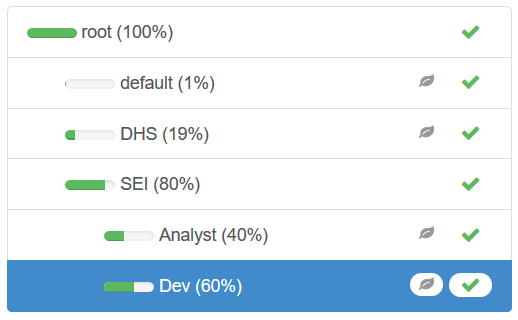 root (100%)
default (1%)
DHS (19%)
SEI (80%)
Analyst (40%)
Dev (60%)